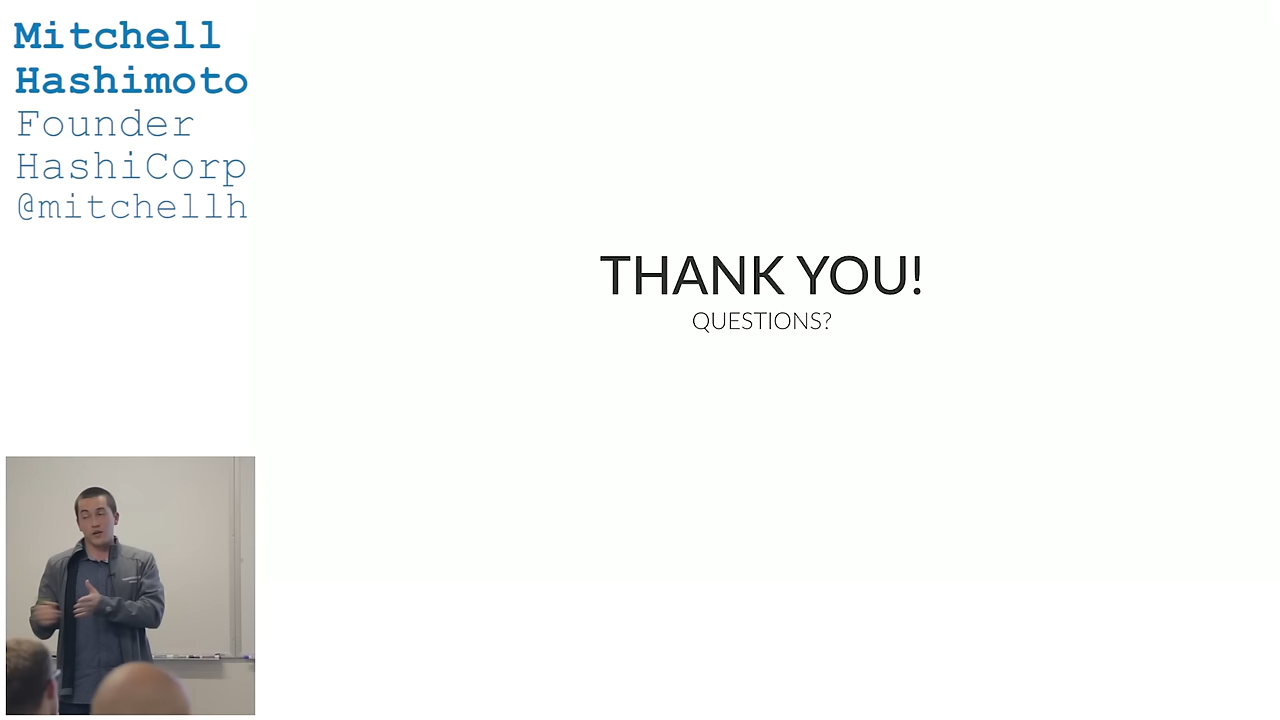 Mitchell
Hashimoto
Founder
HashiCorp
@mitchellh
THANK YOU!
QUESTIONS?